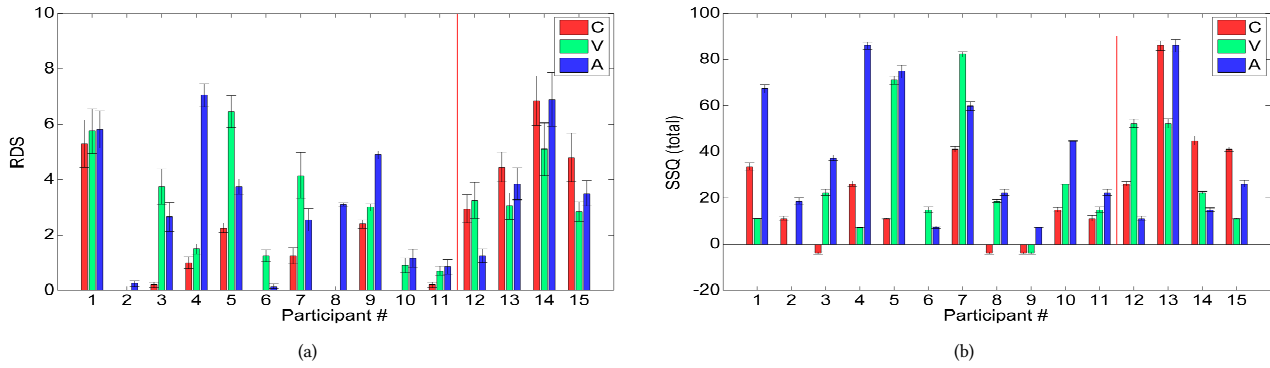 10
8
6
4
2
0
RDS
C
V
A
1 2 3 4 5 6 7 8 9 10 11 12 13 14 15
Participant #
(a)
100
80
60
40
20
0
-20
SSQ (total)
C
V
A
1 2 3 4 5 6 7 8 9 10 11 12 13 14 15
Participant #
(b)